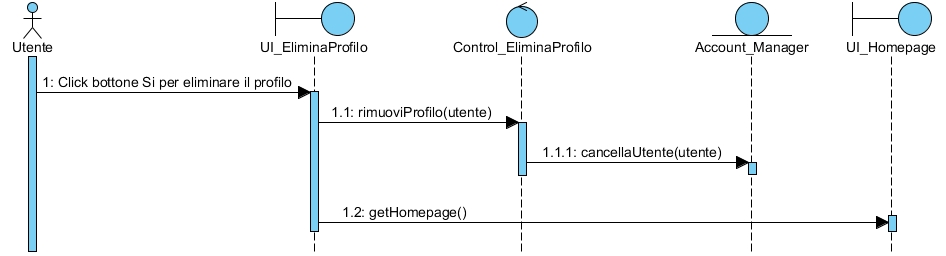 Utente
UI_EliminaProfilo
Control_EliminaProfilo
Account_Manager
UI_Homepage
1: Click bottone Si per eliminare il profilo
1.1: rimuoviProfilo(utente)
1.1.1: cancellaUtente(utente)
1.2: getHomepage()